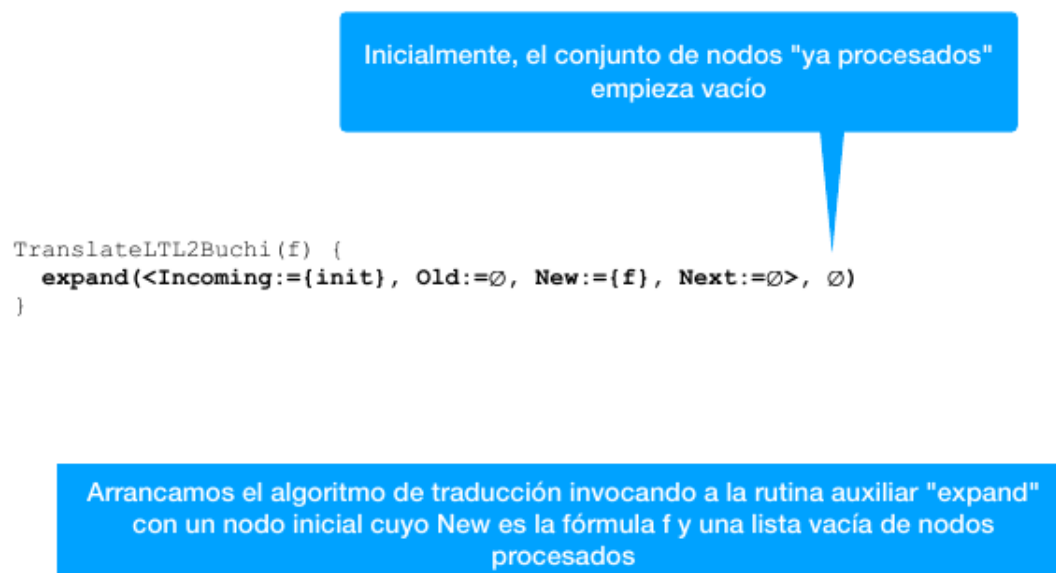 Inicialmente, el conjunto de nodos "ya procesados"
empieza vacío
TranslateLTL2Buchi(f) {
expand(<Incoming:={init}, Old:=∅, New:={f}, Next:=∅>, ∅)
}
Arrancamos el algoritmo de traducción invocando a la rutina auxiliar "expand"
con un nodo inicial cuyo New es la fórmula f y una lista vacía de nodos
procesados